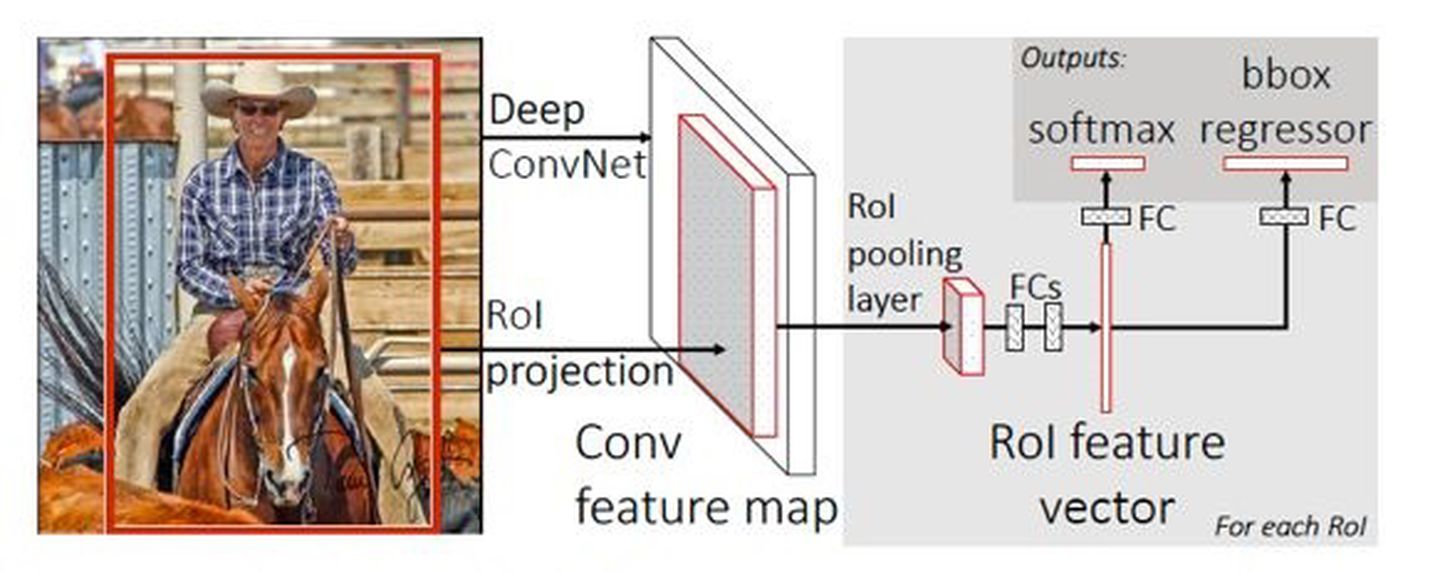 Deep
ConvNet
RoI
projection
Conv
feature map
RoI
pooling
layer
FCs
Outputs:
softmax
bbox
regressor
FC
FC
RoI feature
vector
For each RoI